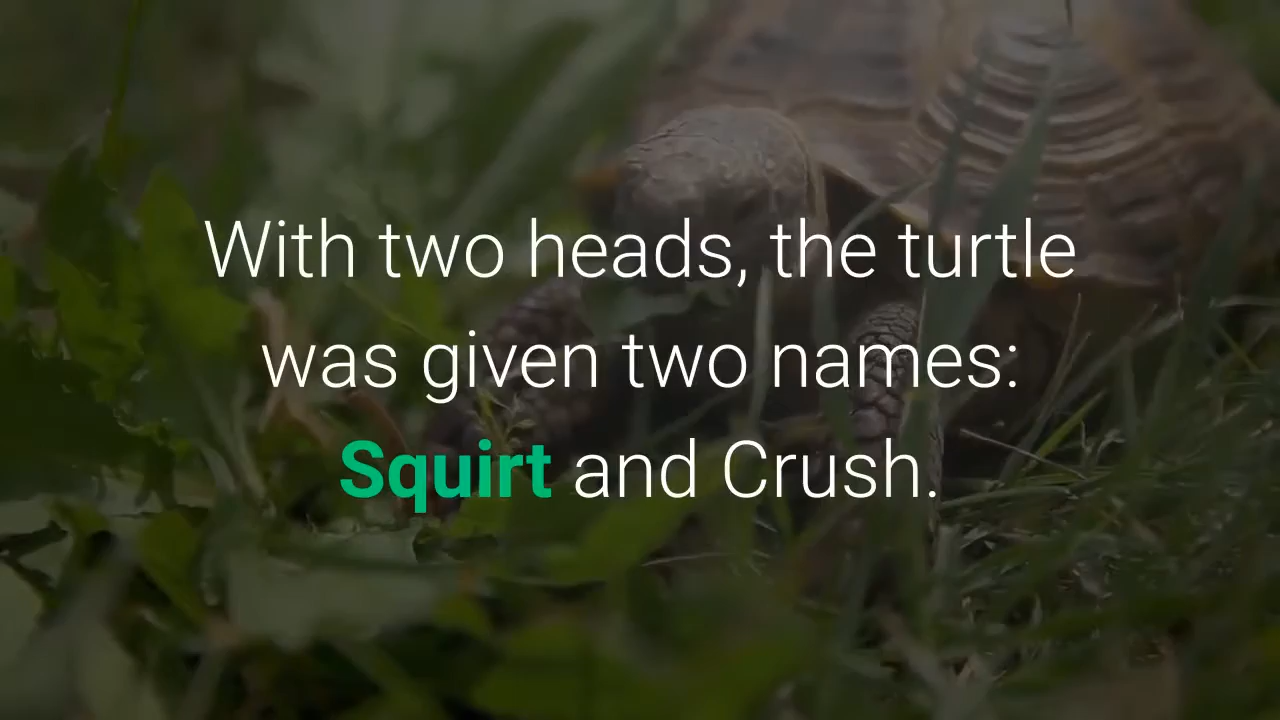 With two heads, the turtle
was given two names:
Squirt and Crush.